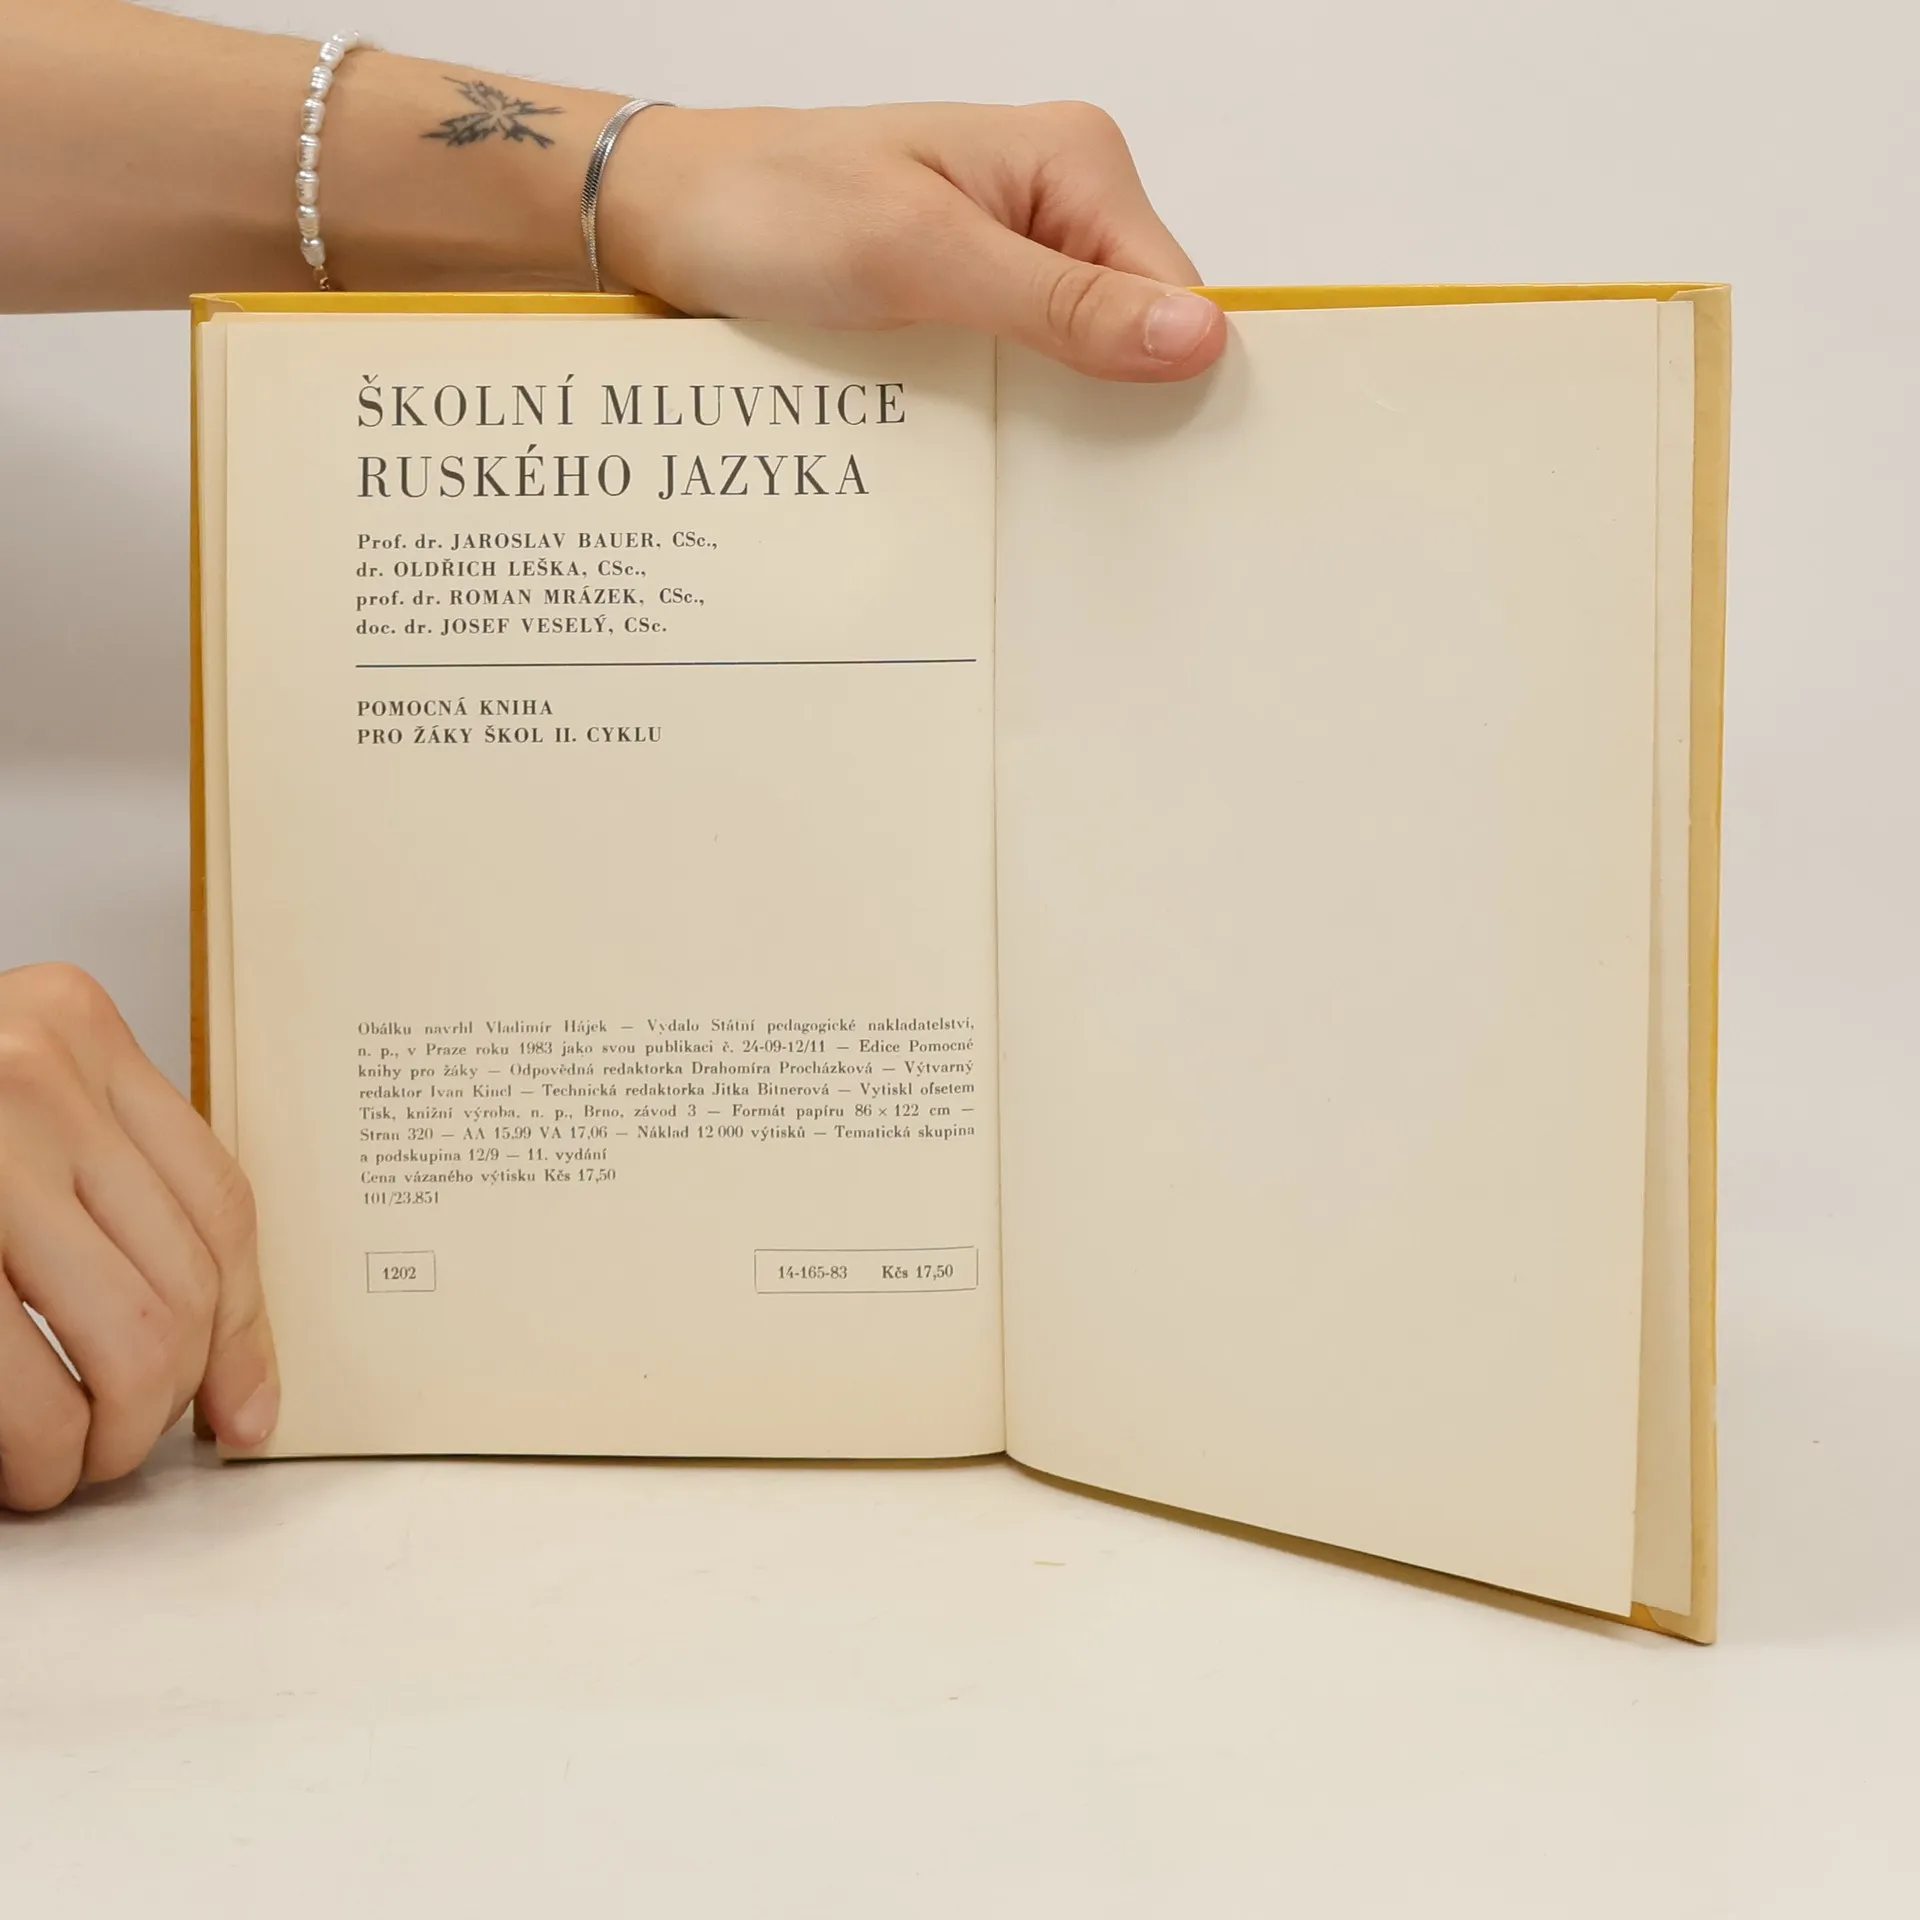 ŠKOLNÍ MLUVNICE
RUSKÉHO JAZYKA
Prof. dr. JAROSLAV BAUER, CSc.,
dr. OLDŘICH LEŠKA, CSc.,
prof. dr. ROMAN MRÁZEK, CSc.,
doc. dr. JOSEF VESELÝ, CSc.
POMOCNÁ KNIHA
PRO ŽÁKY ŠKOL II. CYKLU
Obálku navrhl Vladimír Hájek — Vydalo Státní pedagogické nakladatelství,
n. p., v Praze roku 1983 jako svou publikaci č. 24-09-12/11 — Edice Pomocné
knihy pro žáky — Odpovědná redaktorka Drahomíra Procházková — Výtvarný
redaktor Ivan Kincl — Technická redaktorka Jitka Bitnerová — Vytiskl ofsetem
Tisk, knižní výroba, n. p., Brno, závod 3 — Formát papíru 86 × 122 cm —
Stran 320 — AA 15,99 VA 17,06 — Náklad 12 000 výtisků — Tematická skupina
a podskupina 12/9 — 11. vydání
Cena vázaného výtisku Kčs 17,50
101/23.851
1202
14-165-83 Kčs 17,50